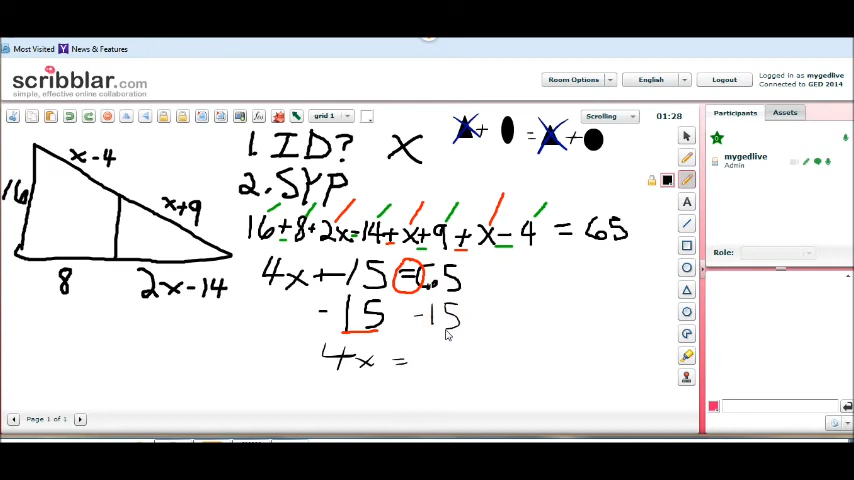 Most Visited
News & Features
scribblar.com
simple, effective online collaboration
Room Options
English
Logout
Logged in as mygedlive
Connected to GED 2014
grid 1
Scrolling
01:28
Participants
Assets
mygedlive
Admin
Role:
Page 1 of 1
1. ID? X
2. SYP
+ = +
x-4
16
x+9
8
2x-14
16+8+2x-14+x+9+x-4 = 65
4x+15=65
-15 -15
4x =